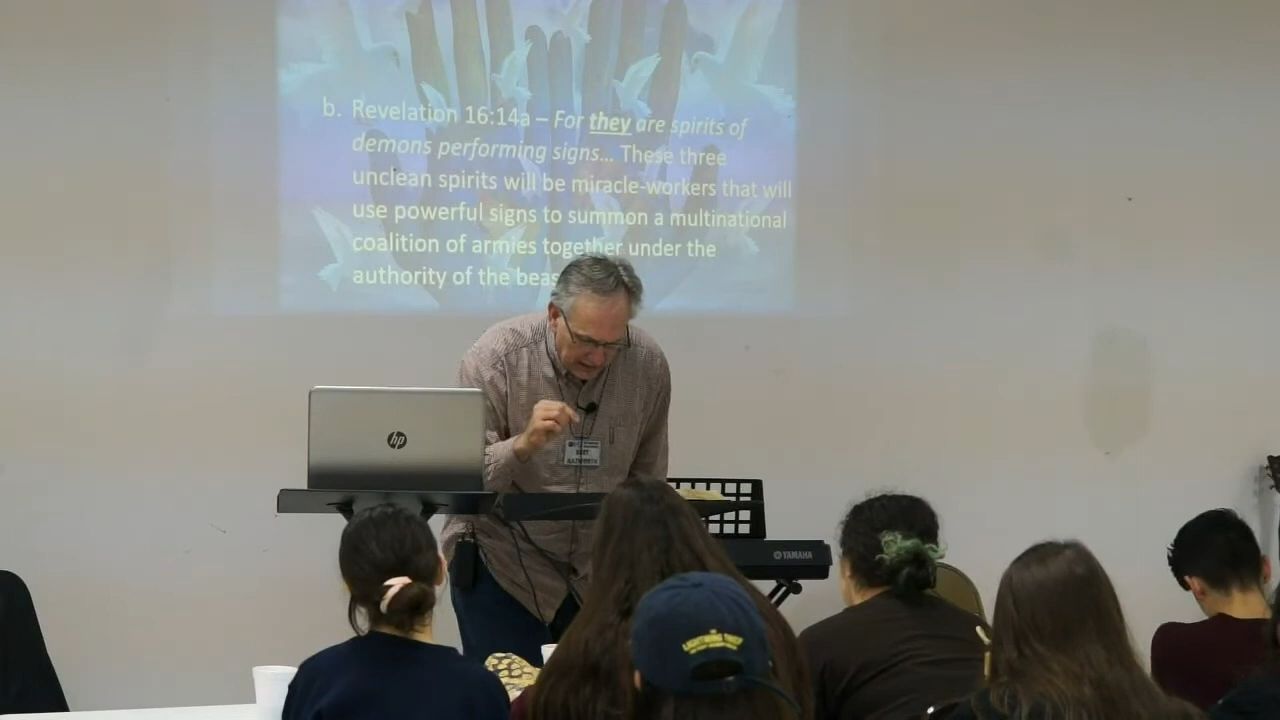 b. Revelation 16:14a – For they are spirits of
demons performing signs... These three
unclean spirits will be miracle-workers that will
use powerful signs to summon a multinational
coalition of armies together under the
authority of the
hp
YAMAHA